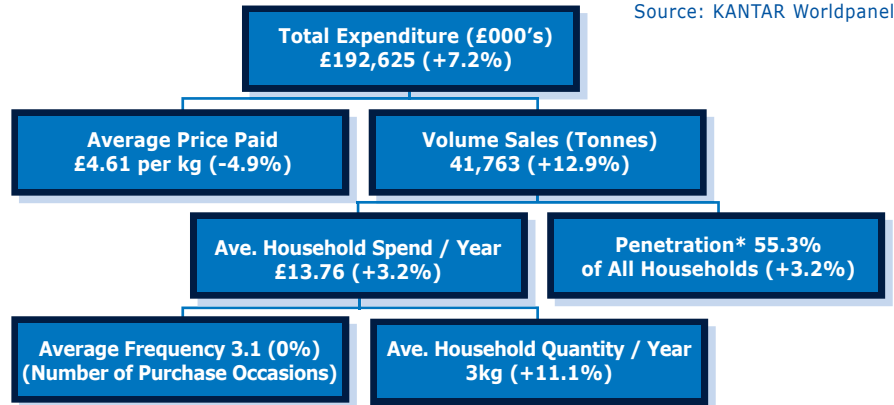 Source: KANTAR Worldpanel
Total Expenditure (£000’s)
£192,625 (+7.2%)
Average Price Paid
£4.61 per kg (-4.9%)
Volume Sales (Tonnes)
41,763 (+12.9%)
Ave. Household Spend / Year
£13.76 (+3.2%)
Penetration* 55.3%
of All Households (+3.2%)
Average Frequency 3.1 (0%)
(Number of Purchase Occasions)
Ave. Household Quantity / Year
3kg (+11.1%)